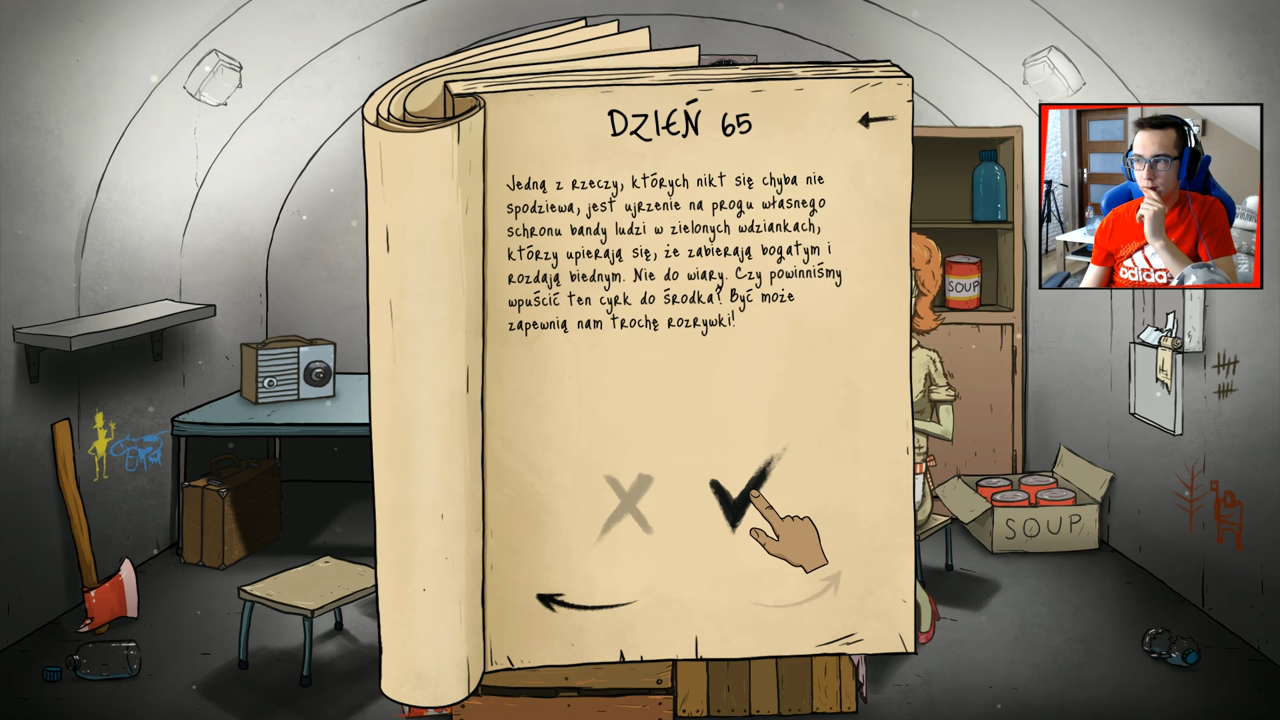 DZIEŃ 65
Jedną z rzeczy, których nikt się chyba nie
spodziewa, jest ujrzenie na progu własnego
schronu bandy ludzi w zielonych wdziankach,
którzy upierają się, że zabierają bogatym i
rozdają biednym. Nie do wiary. Czy powinniśmy
wpuścić ten cyrk do środka? Być może
zapewnią nam trochę rozrywki!
SOUP
SOUP
adidas